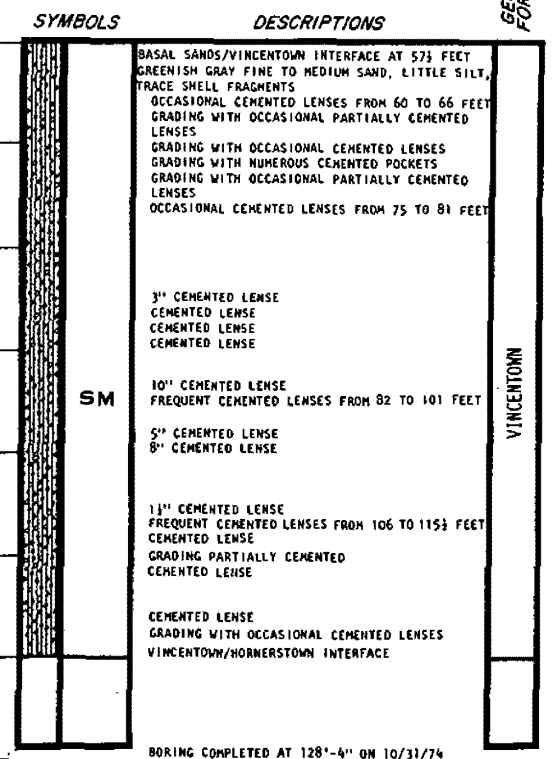 SYMBOLS
DESCRIPTIONS
BASAL SANDS/VINCENTOWN INTERFACE AT 57½ FEET
GREENISH GRAY FINE TO MEDIUM SAND, LITTLE SILT,
TRACE SHELL FRAGMENTS
OCCASIONAL CEMENTED LENSES FROM 60 TO 66 FEET
GRADING WITH OCCASIONAL PARTIALLY CEMENTED
LENSES
GRADING WITH OCCASIONAL CEMENTED LENSES
GRADING WITH NUMEROUS CEMENTED POCKETS
GRADING WITH OCCASIONAL PARTIALLY CEMENTED
LENSES
OCCASIONAL CEMENTED LENSES FROM 75 TO 81 FEET
3" CEMENTED LENSE
CEMENTED LENSE
CEMENTED LENSE
CEMENTED LENSE
10" CEMENTED LENSE
FREQUENT CEMENTED LENSES FROM 82 TO 101 FEET
SM
VINCENTOWN
5" CEMENTED LENSE
8" CEMENTED LENSE
1½" CEMENTED LENSE
FREQUENT CEMENTED LENSES FROM 106 TO 115½ FEET
CEMENTED LENSE
GRADING PARTIALLY CEMENTED
CEMENTED LENSE
CEMENTED LENSE
GRADING WITH OCCASIONAL CEMENTED LENSES
VINCENTOWN/HORNERSTOWN INTERFACE
BORING COMPLETED AT 128'-4" ON 10/31/74